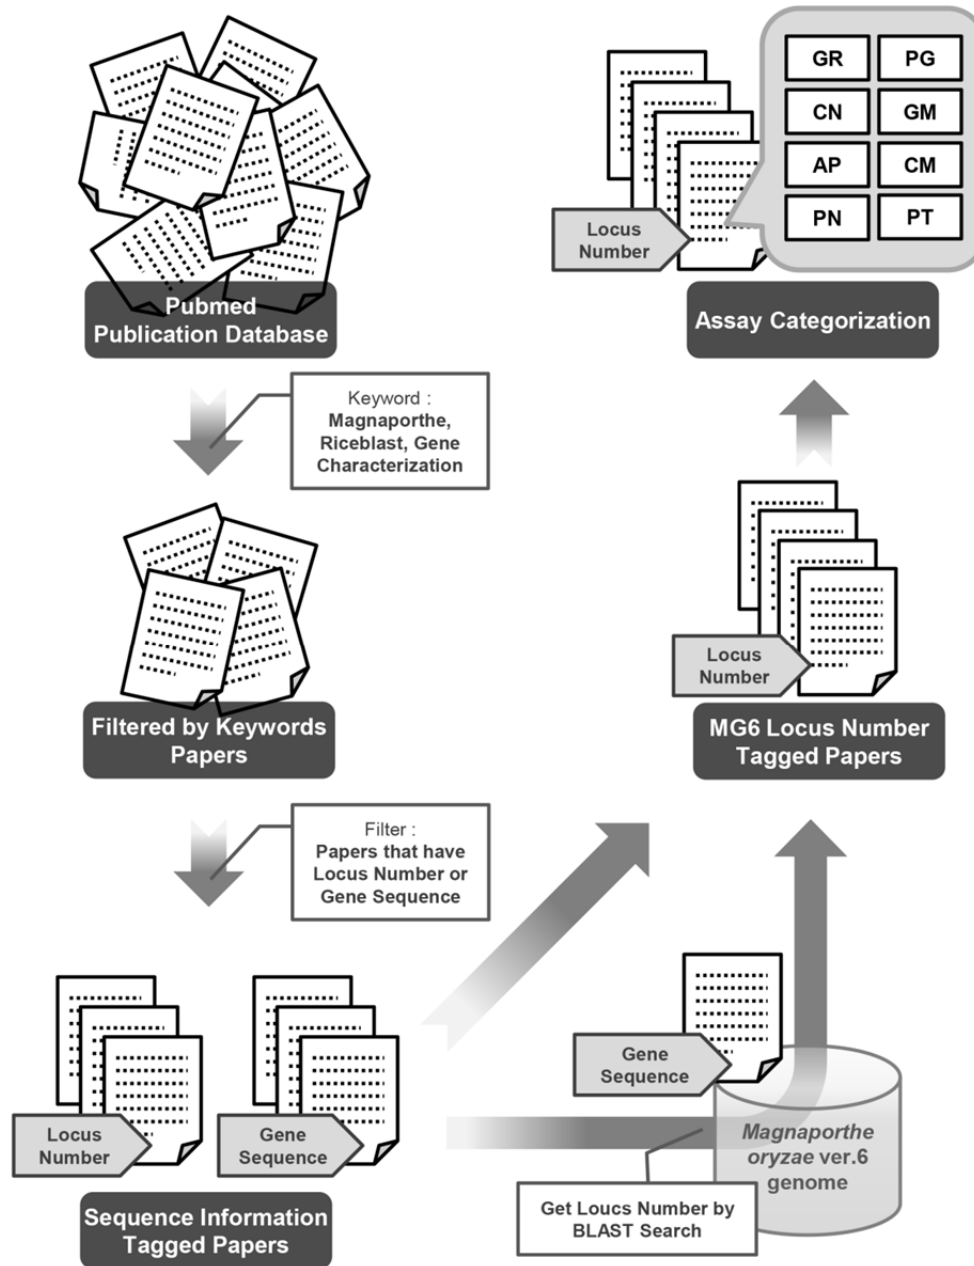 Pubmed
Publication Database
Keyword :
Magnaporthe,
Riceblast, Gene
Characterization
Filtered by Keywords
Papers
Filter :
Papers that have
Locus Number or
Gene Sequence
Locus
Number
Gene
Sequence
Sequence Information
Tagged Papers
Gene
Sequence
Magnaporthe
oryzae ver.6
genome
Get Loucs Number by
BLAST Search
Locus
Number
MG6 Locus Number
Tagged Papers
Locus
Number
GR PG
CN GM
AP CM
PN PT
Assay Categorization